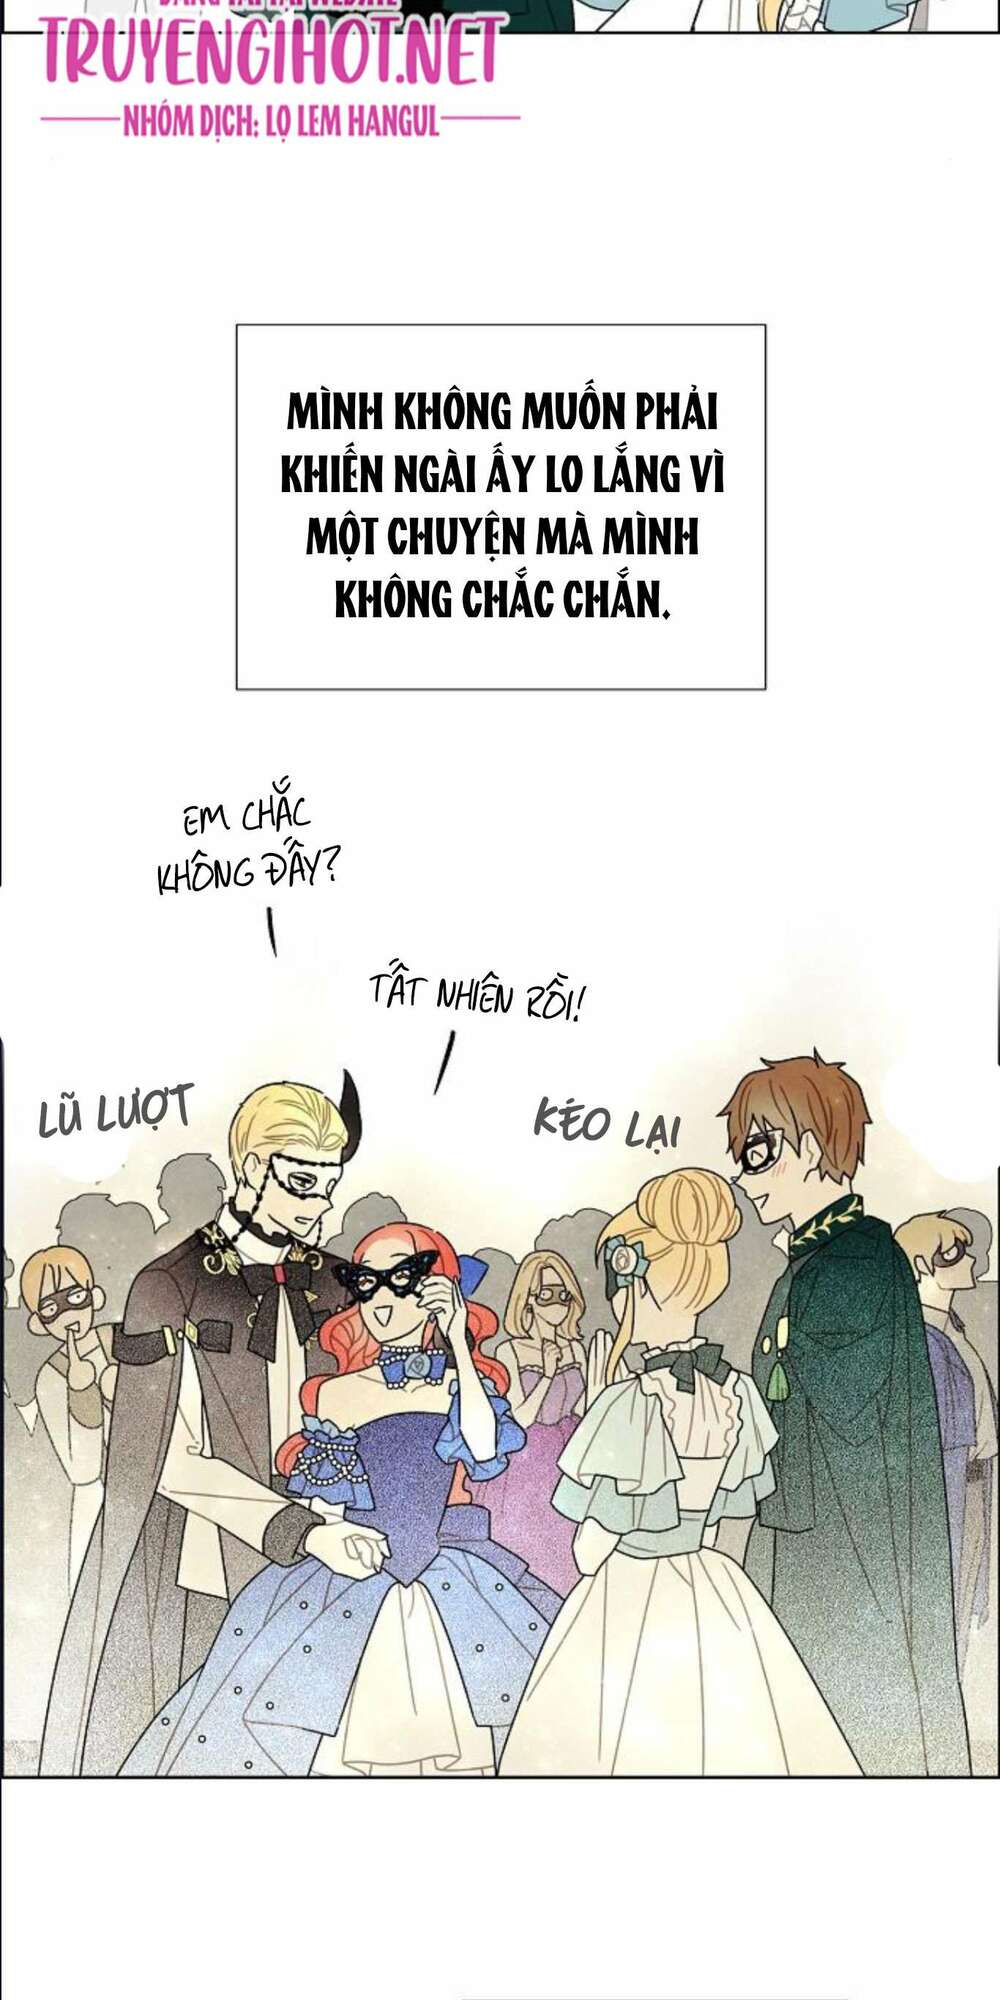 TRUYENGIHOT.NET
NHÓM DỊCH: LỌ LEM HANGUL
MÌNH KHÔNG MUỐN PHẢI
KHIẾN NGÀI ẤY LO LẮNG VÌ
MỘT CHUYỆN MÀ MÌNH
KHÔNG CHẮC CHẮN.
EM CHẮC
KHÔNG ĐẤY?
TẤT NHIÊN RỒI!
LŨ LƯỢT
KÉO LẠI